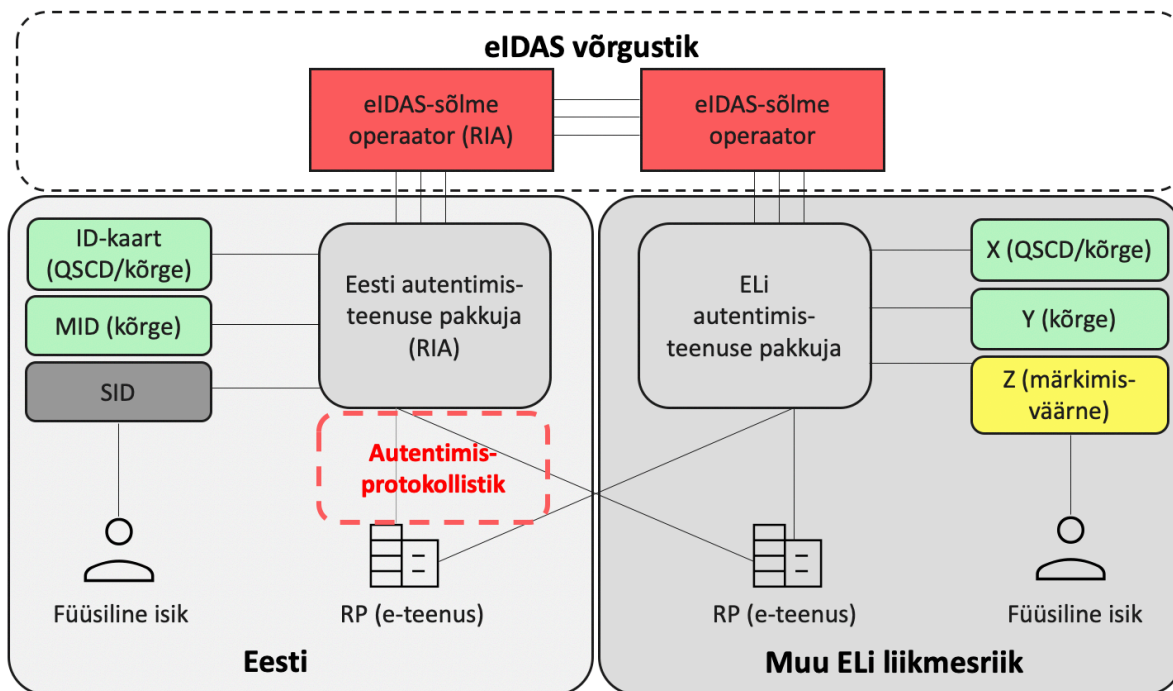 eIDAS võrgustik
eIDAS-sõlme
operaator (RIA)
eIDAS-sõlme
operaator
ID-kaart
(QSCD/kõrge)
MID (kõrge)
SID
Eesti autentimis-
teenuse pakkuja
(RIA)
Autentimis-
protokollistik
Füüsiline isik
RP (e-teenus)
Eesti
ELi
autentimis-
teenuse pakkuja
X (QSCD/kõrge)
Y (kõrge)
Z (märkimis-
väärne)
RP (e-teenus)
Füüsiline isik
Muu ELi liikmesriik